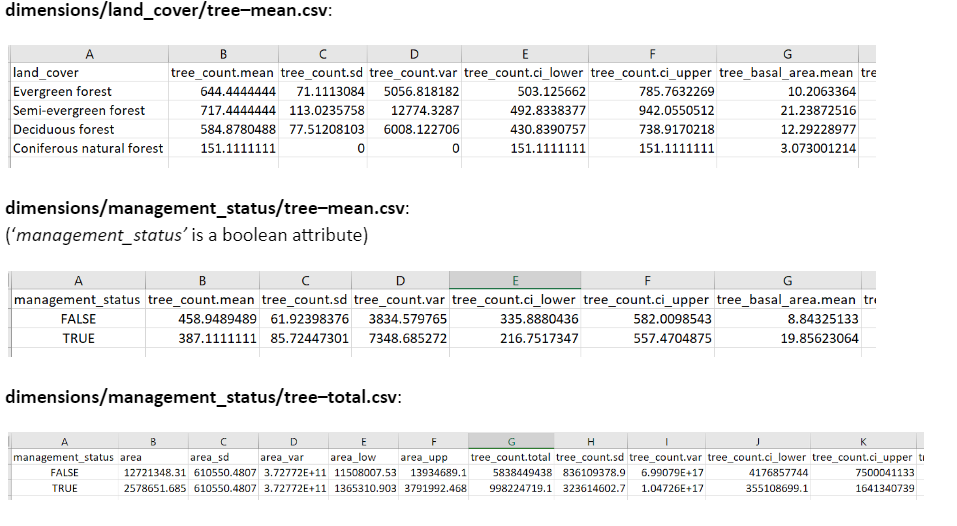 dimensions/land_cover/tree–mean.csv:
A B C D E F G
land_cover tree_count.mean tree_count.sd tree_count.var tree_count.ci_lower tree_count.ci_upper tree_basal_area.mean tre
Evergreen forest 644.4444444 71.1113084 5056.818182 503.125662 785.7632269 10.2063364
Semi-evergreen forest 717.4444444 113.0235758 12774.3287 492.8338377 942.0550512 21.23872516
Deciduous forest 584.8780488 77.51208103 6008.122706 430.8390757 738.9170218 12.29228977
Coniferous natural forest 151.1111111 0 0 151.1111111 151.1111111 3.073001214
dimensions/management_status/tree–mean.csv:
('management_status' is a boolean attribute)
A B C D E F G
management_status tree_count.mean tree_count.sd tree_count.var tree_count.ci_lower tree_count.ci_upper tree_basal_area.mean tr
FALSE 458.9489489 61.92398376 3834.579765 335.8880436 582.0098543 8.84325133
TRUE 387.1111111 85.72447301 7348.685272 216.7517347 557.4704875 19.85623064
dimensions/management_status/tree–total.csv:
A B C D E F G H I J K
management_status area area_sd area_var area_low area_upp tree_count.total tree_count.sd tree_count.var tree_count.ci_lower tree_count.ci_upper t
FALSE 12721348.31 610550.4807 3.72772E+11 11508007.53 13934689.1 5838449438 836109378.9 6.99079E+17 4176857744 7500041133
TRUE 2578651.685 610550.4807 3.72772E+11 1365310.903 3791992.468 998224719.1 323614602.7 1.04726E+17 355108699.1 1641340739